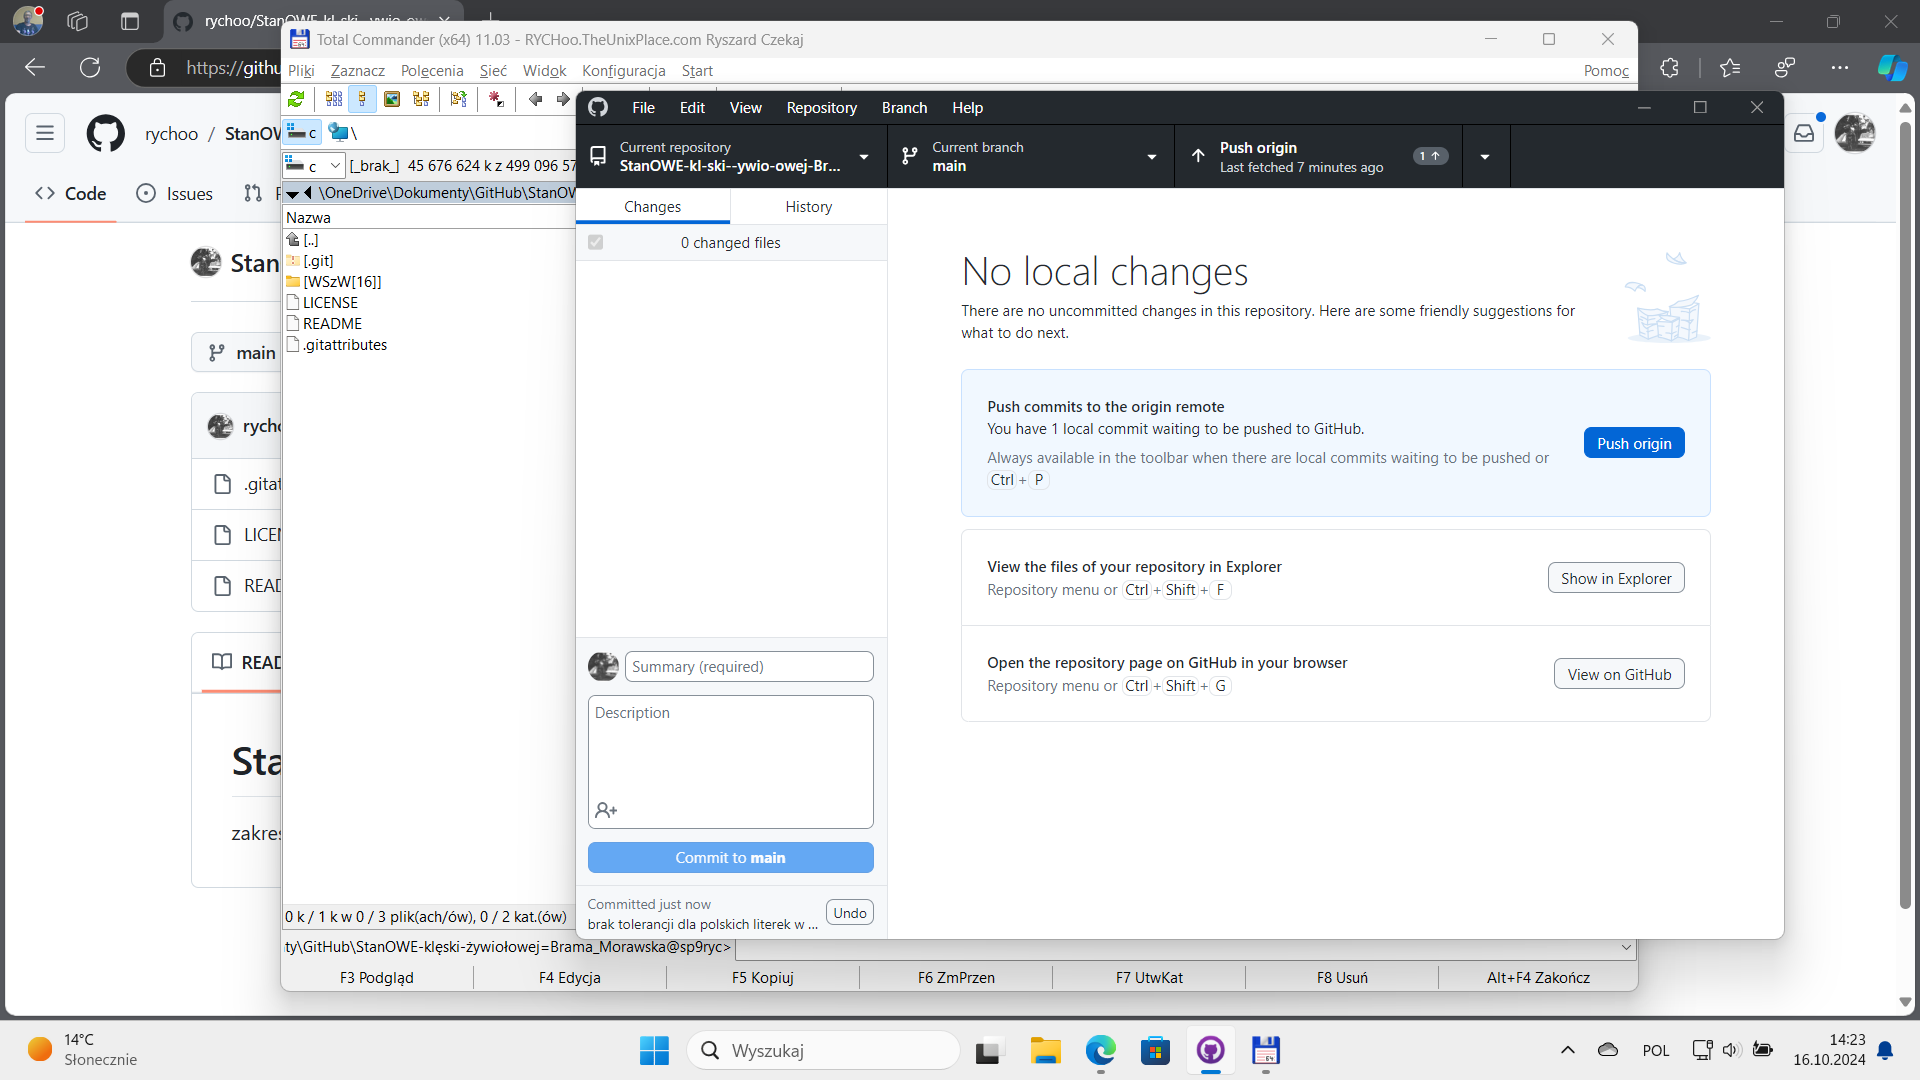 rychoo/StanOWE-kl-ski--ywio-ow
https://githu
rychoo / StanOW
Code
Issues
Stan
main
rycho
.gitat
LICEN
READ
READ
Sta
zakres
Total Commander (x64) 11.03 - RYCHoo.TheUnixPlace.com Ryszard Czekaj
Pliki Zaznacz Polecenia Sieć Widok Konfiguracja Start Pomoc
c \
c [_brak_] 45 676 624 k z 499 096 57
\OneDrive\Dokumenty\GitHub\StanOW
Nazwa
[..]
[.git]
[WSzW[16]]
LICENSE
README
.gitattributes
0 k / 1 k w 0 / 3 plik(ach/ów), 0 / 2 kat.(ów)
ty\GitHub\StanOWE-klęski-żywiołowej=Brama_Morawska@sp9ryc>
F3 Podgląd F4 Edycja F5 Kopiuj F6 ZmPrzen F7 UtwKat F8 Usuń Alt+F4 Zakończ
File Edit View Repository Branch Help
Current repository
StanOWE-kl-ski--ywio-owej-Br...
Current branch
main
Push origin
Last fetched 7 minutes ago
1
Changes History
0 changed files
No local changes
There are no uncommitted changes in this repository. Here are some friendly suggestions for
what to do next.
Push commits to the origin remote
You have 1 local commit waiting to be pushed to GitHub.
Always available in the toolbar when there are local commits waiting to be pushed or
Ctrl + P
Push origin
View the files of your repository in Explorer
Repository menu or Ctrl + Shift + F
Show in Explorer
Open the repository page on GitHub in your browser
Repository menu or Ctrl + Shift + G
View on GitHub
Summary (required)
Description
Commit to main
Committed just now
brak tolerancji dla polskich literek w ...
Undo
14°C
Słonecznie
Wyszukaj
POL
14:23
16.10.2024